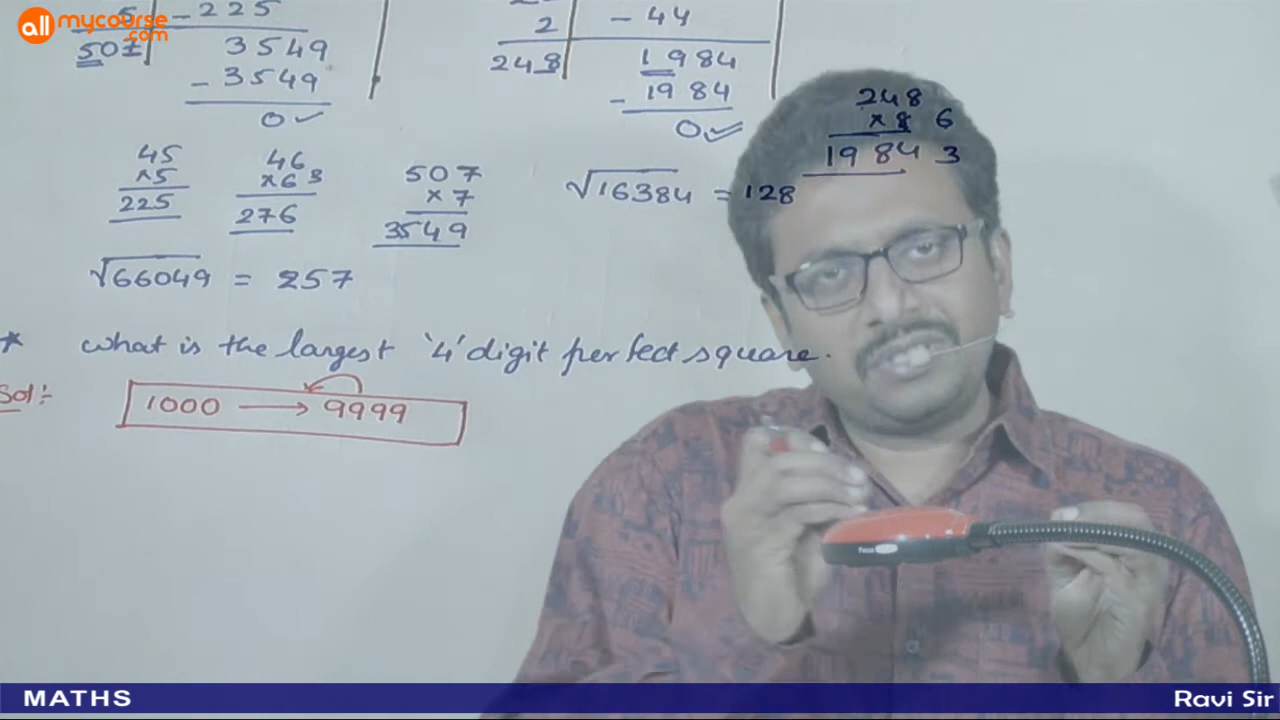 allmycourse.com
5 - 225
507 3549
- 3549
0 ✓
2 - 44
248 1984
- 1984
0 ✓
248
× 8 6
1984 3
45
×5
225
46
×6 3
276
507
×7
3549
√16384 = 128
√66049 = 257
* What is the largest '4' digit perfect square.
Sol:-
1000 → 9999
Focus
MATHS
Ravi Sir